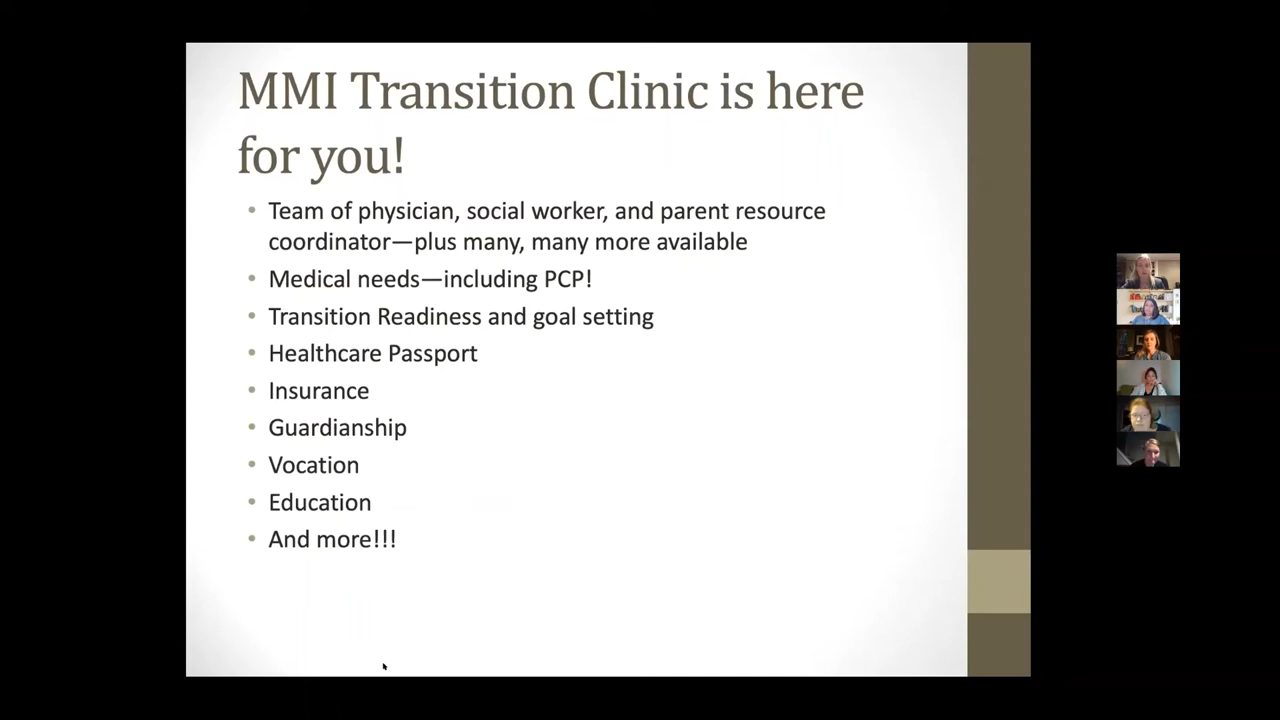 MMI Transition Clinic is here
for you!
• Team of physician, social worker, and parent resource
coordinator—plus many, many more available
• Medical needs—including PCP!
• Transition Readiness and goal setting
• Healthcare Passport
• Insurance
• Guardianship
• Vocation
• Education
• And more!!!